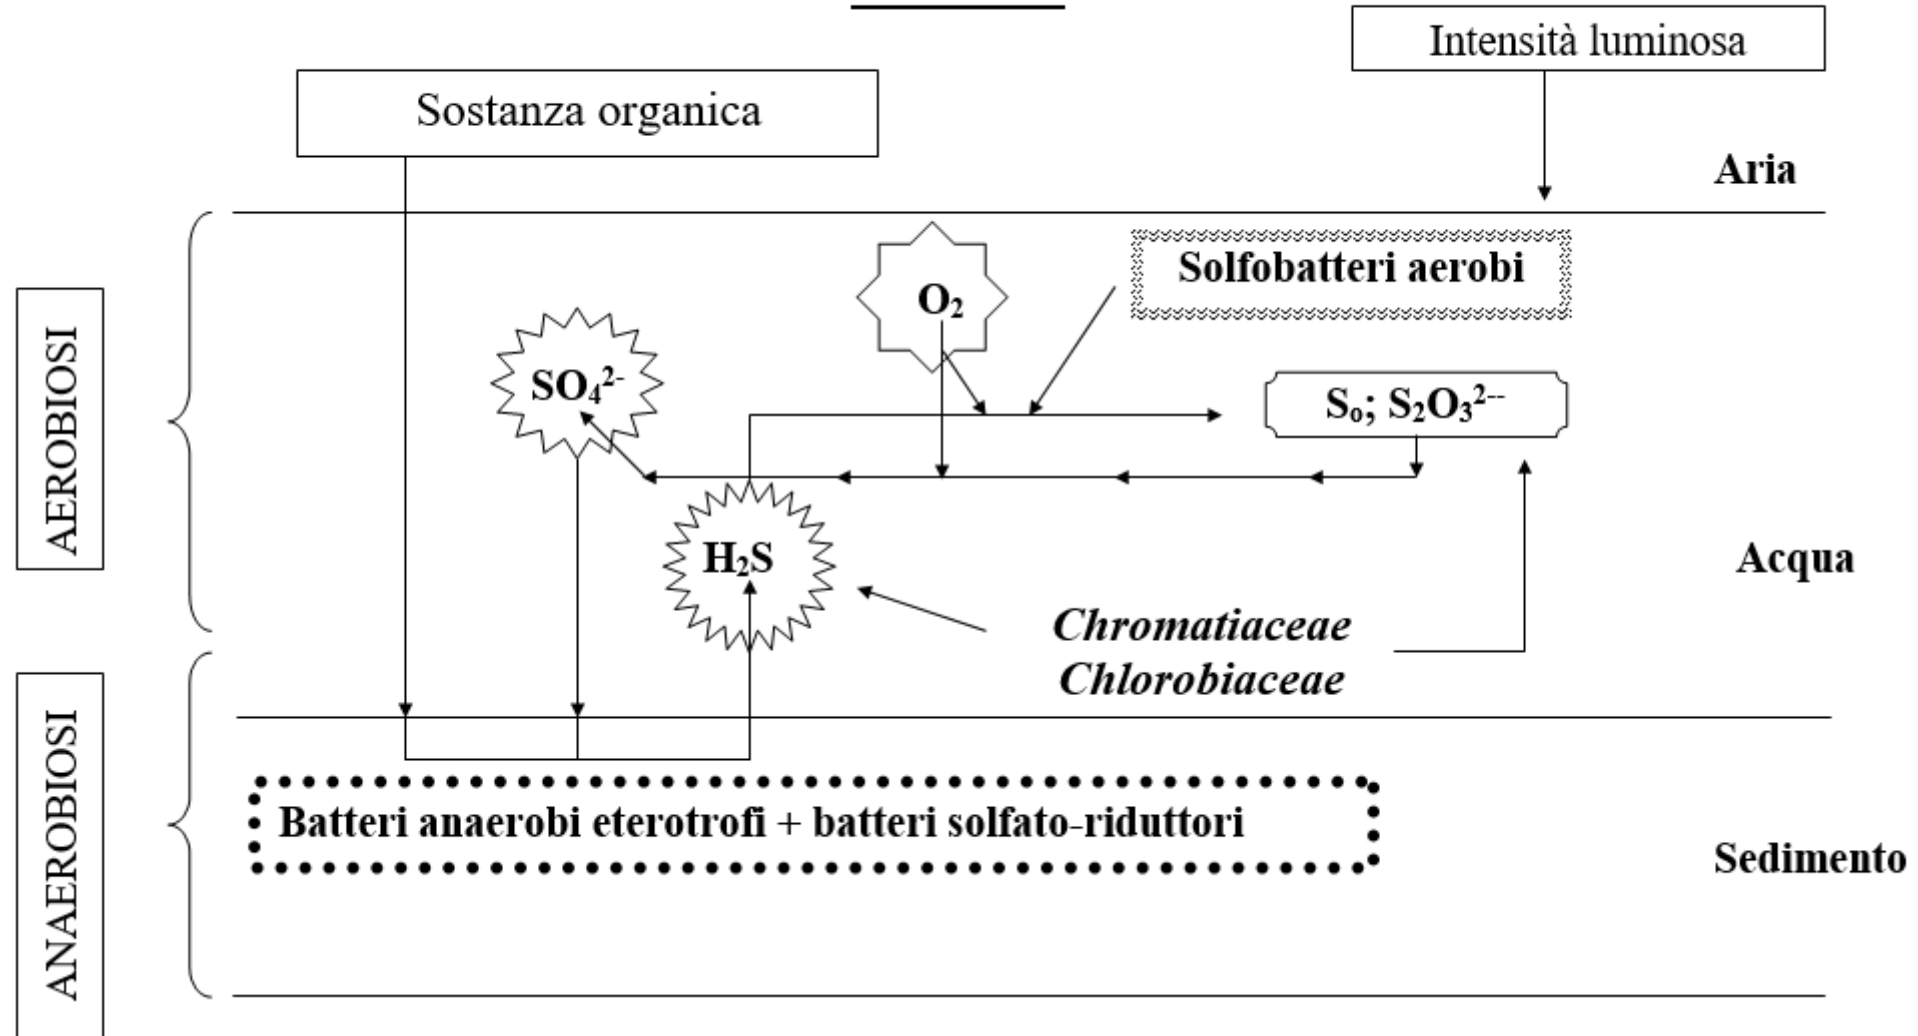 Intensità luminosa
Sostanza organica
Aria
Solfobatteri aerobi
O₂
SO₄²⁻
Sₒ; S₂O₃²⁻⁻
AEROBIOSI
H₂S
Acqua
Chromatiaceae
Chlorobiaceae
ANAEROBIOSI
Batteri anaerobi eterotrofi + batteri solfato-riduttori
Sedimento